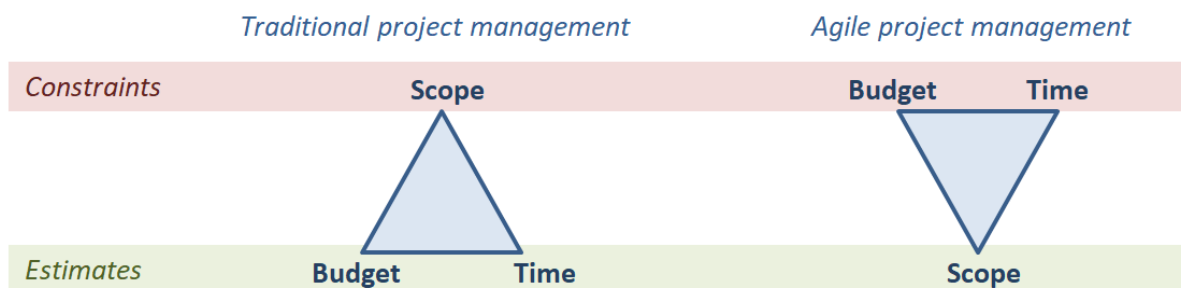 Traditional project management Agile project management
Constraints Scope Budget Time
Estimates Budget Time Scope